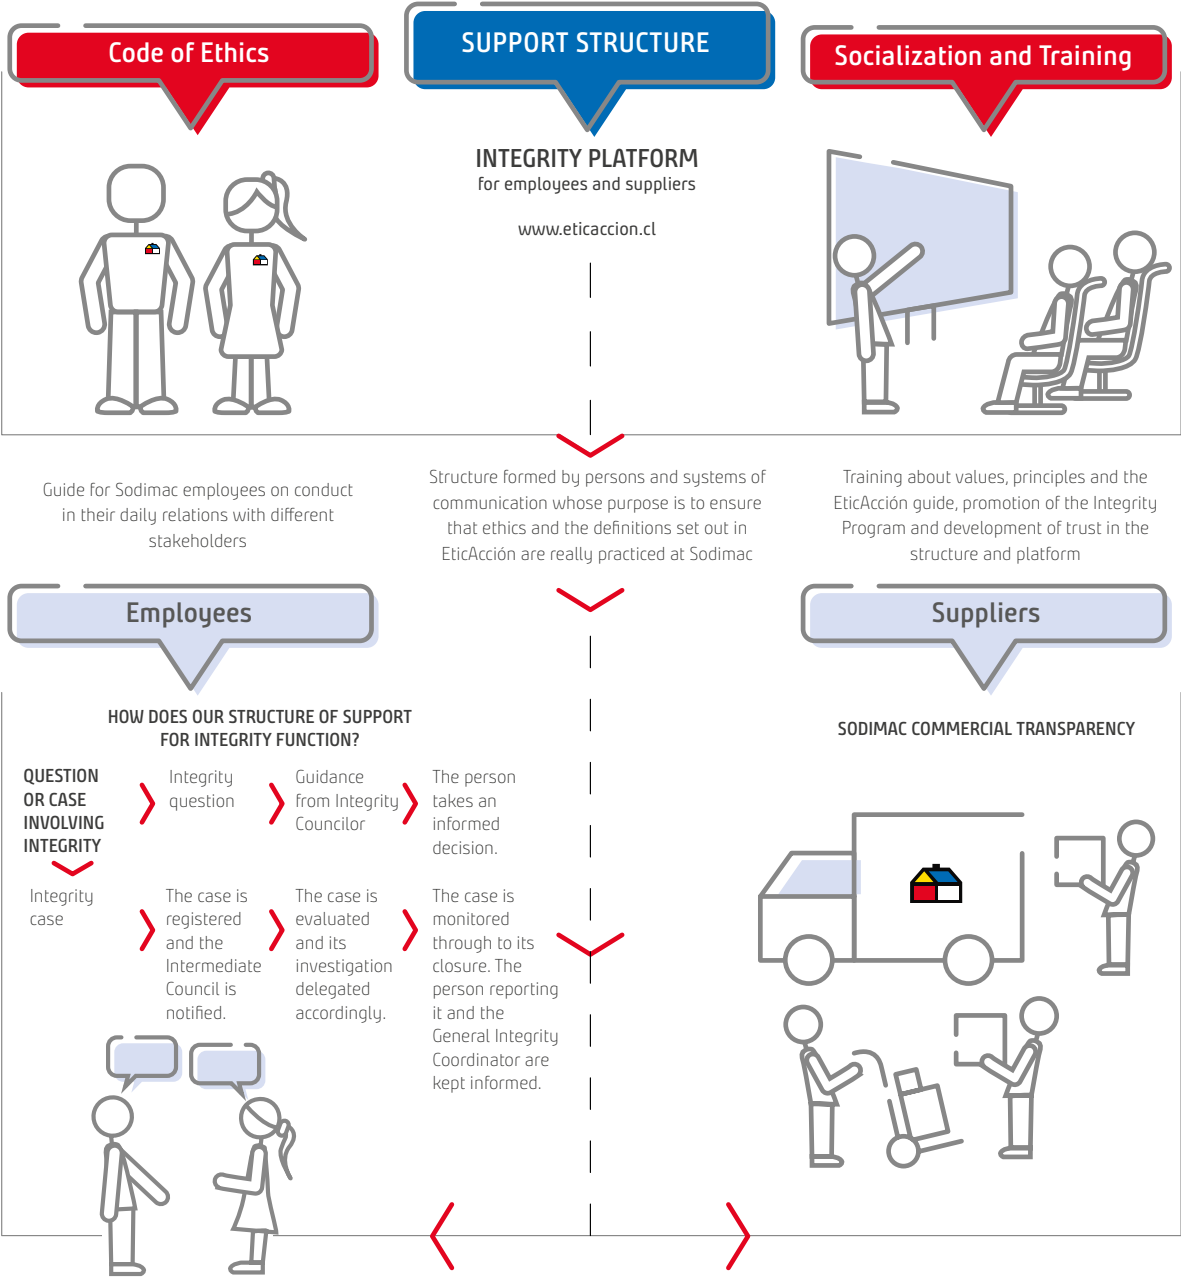 Code of Ethics
SUPPORT STRUCTURE
Socialization and Training
INTEGRITY PLATFORM
for employees and suppliers
www.eticaccion.cl
Guide for Sodimac employees on conduct
in their daily relations with different
stakeholders
Structure formed by persons and systems of
communication whose purpose is to ensure
that ethics and the definitions set out in
EticAcción are really practiced at Sodimac
Training about values, principles and the
EticAcción guide, promotion of the Integrity
Program and development of trust in the
structure and platform
Employees
HOW DOES OUR STRUCTURE OF SUPPORT
FOR INTEGRITY FUNCTION?
QUESTION
OR CASE
INVOLVING
INTEGRITY
Integrity
question
Guidance
from Integrity
Councilor
The person
takes an
informed
decision.
Integrity
case
The case is
registered
and the
Intermediate
Council is
notified.
The case is
evaluated
and its
investigation
delegated
accordingly.
The case is
monitored
through to its
closure. The
person reporting
it and the
General Integrity
Coordinator are
kept informed.
Suppliers
SODIMAC COMMERCIAL TRANSPARENCY